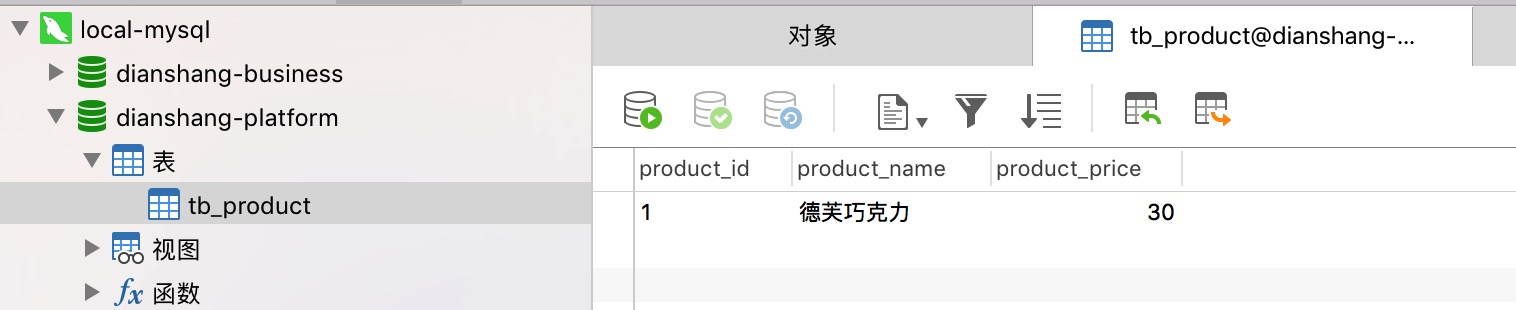 local-mysql
dianshang-business
dianshang-platform
表
tb_product
视图
fx 函数
对象
tb_product@dianshang-...
product_id product_name product_price
1 德芙巧克力 30